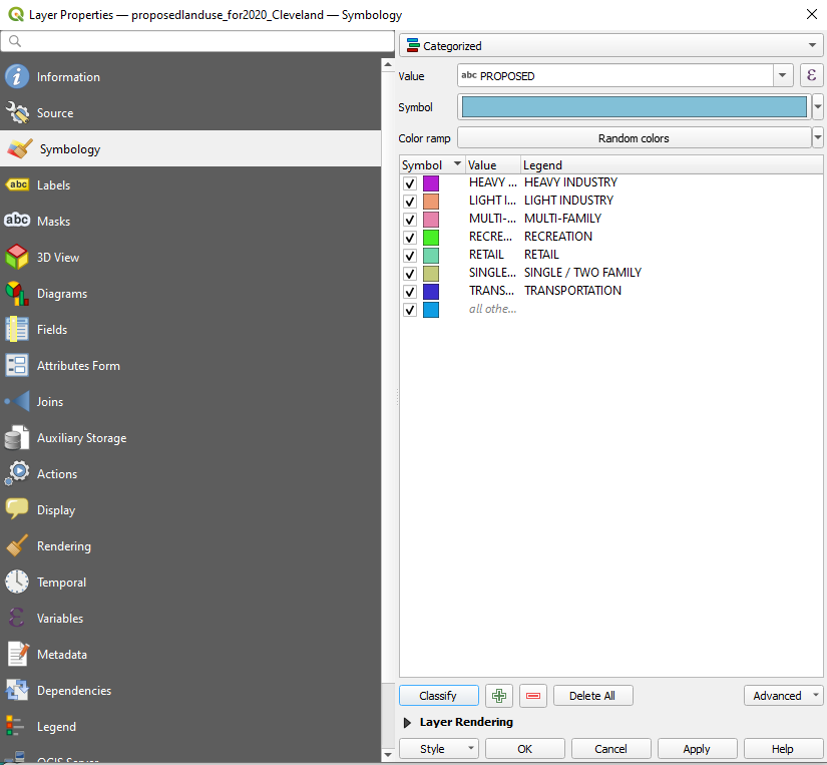 Layer Properties — proposedlanduse_for2020_Cleveland — Symbology
Information
Source
Symbology
abc Labels
abc Masks
3D View
Diagrams
Fields
Attributes Form
Joins
Auxiliary Storage
Actions
Display
Rendering
Temporal
Variables
Metadata
Dependencies
Legend
QGIS Server
Categorized
Value abc PROPOSED ε
Symbol
Color ramp Random colors
Symbol Value Legend
HEAVY ... HEAVY INDUSTRY
LIGHT I... LIGHT INDUSTRY
MULTI-... MULTI-FAMILY
RECRE... RECREATION
RETAIL RETAIL
SINGLE... SINGLE / TWO FAMILY
TRANS... TRANSPORTATION
all othe...
Classify Delete All Advanced
Layer Rendering
Style OK Cancel Apply Help